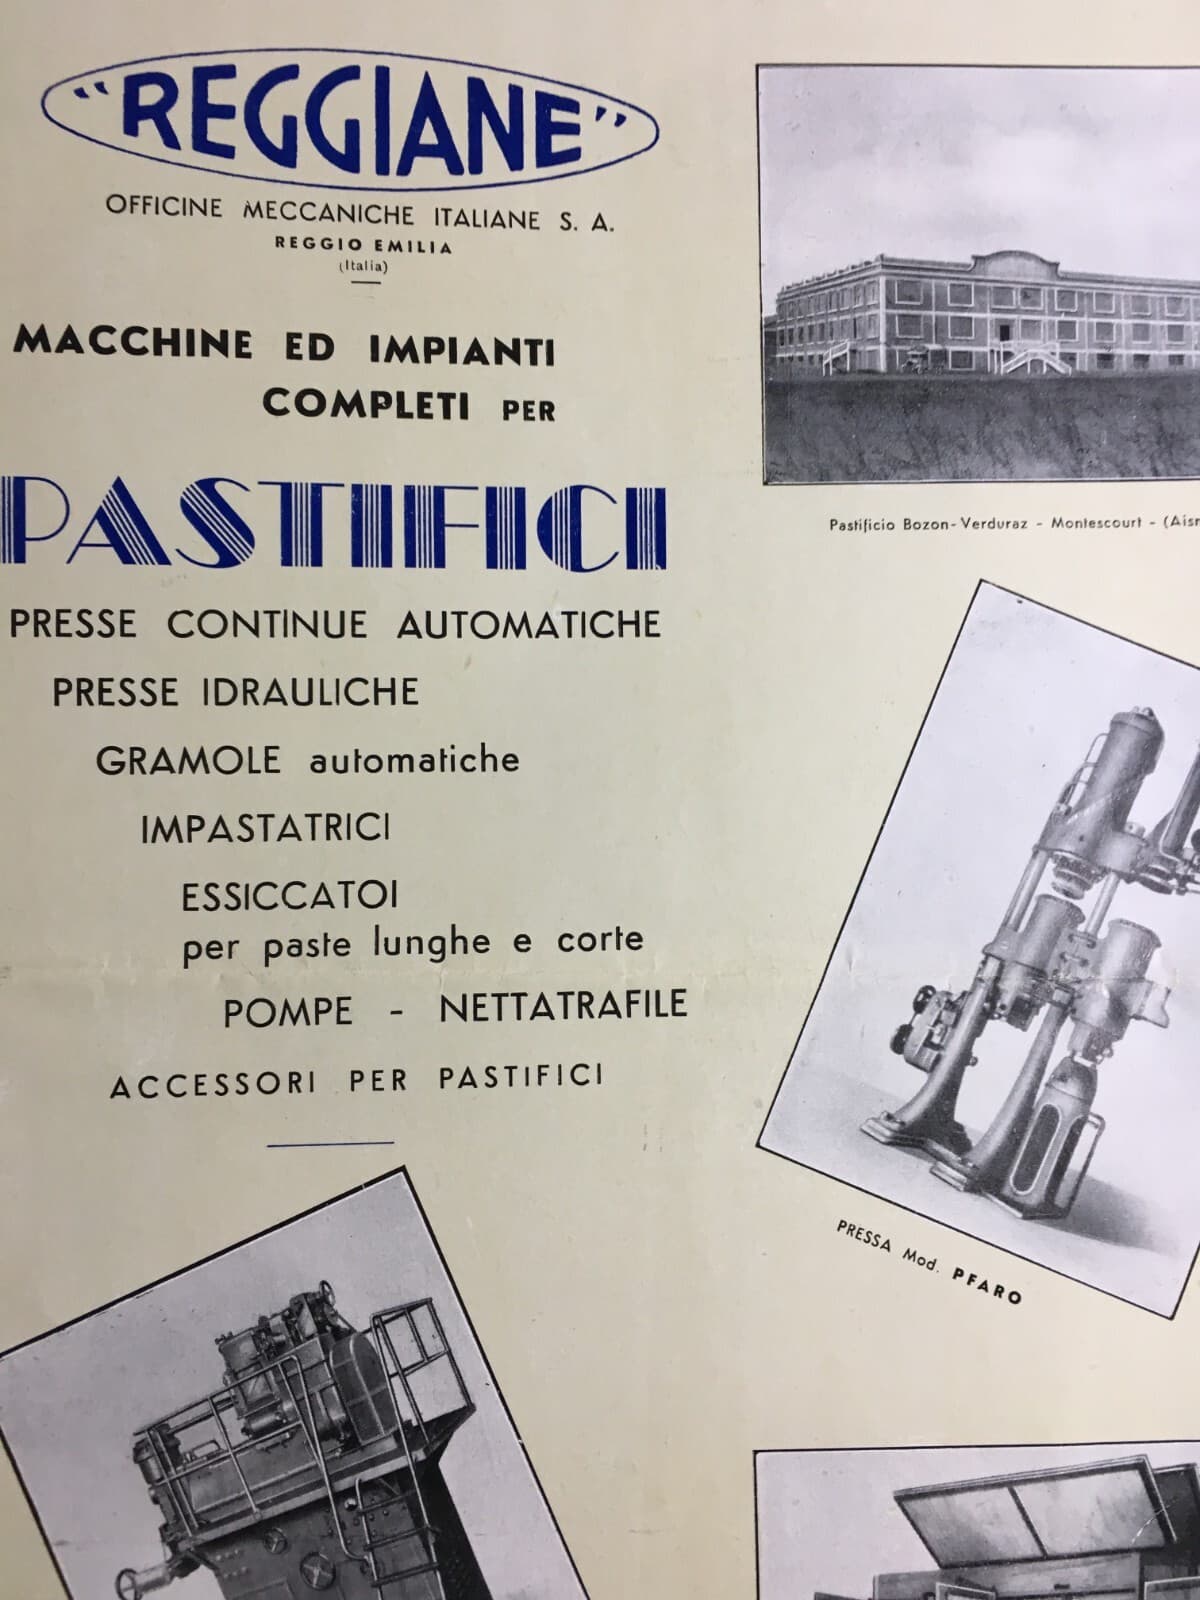 "REGGIANE"
OFFICINE MECCANICHE ITALIANE S. A.
REGGIO EMILIA
(Italia)
MACCHINE ED IMPIANTI
COMPLETI PER
PASTIFICI
PRESSE CONTINUE AUTOMATICHE
PRESSE IDRAULICHE
GRAMOLE automatiche
IMPASTATRICI
ESSICCATOI
per paste lunghe e corte
POMPE - NETTATRAFILE
ACCESSORI PER PASTIFICI
Pastificio Bozon-Verduraz - Montescourt -
PRESSA Mod. PFARO